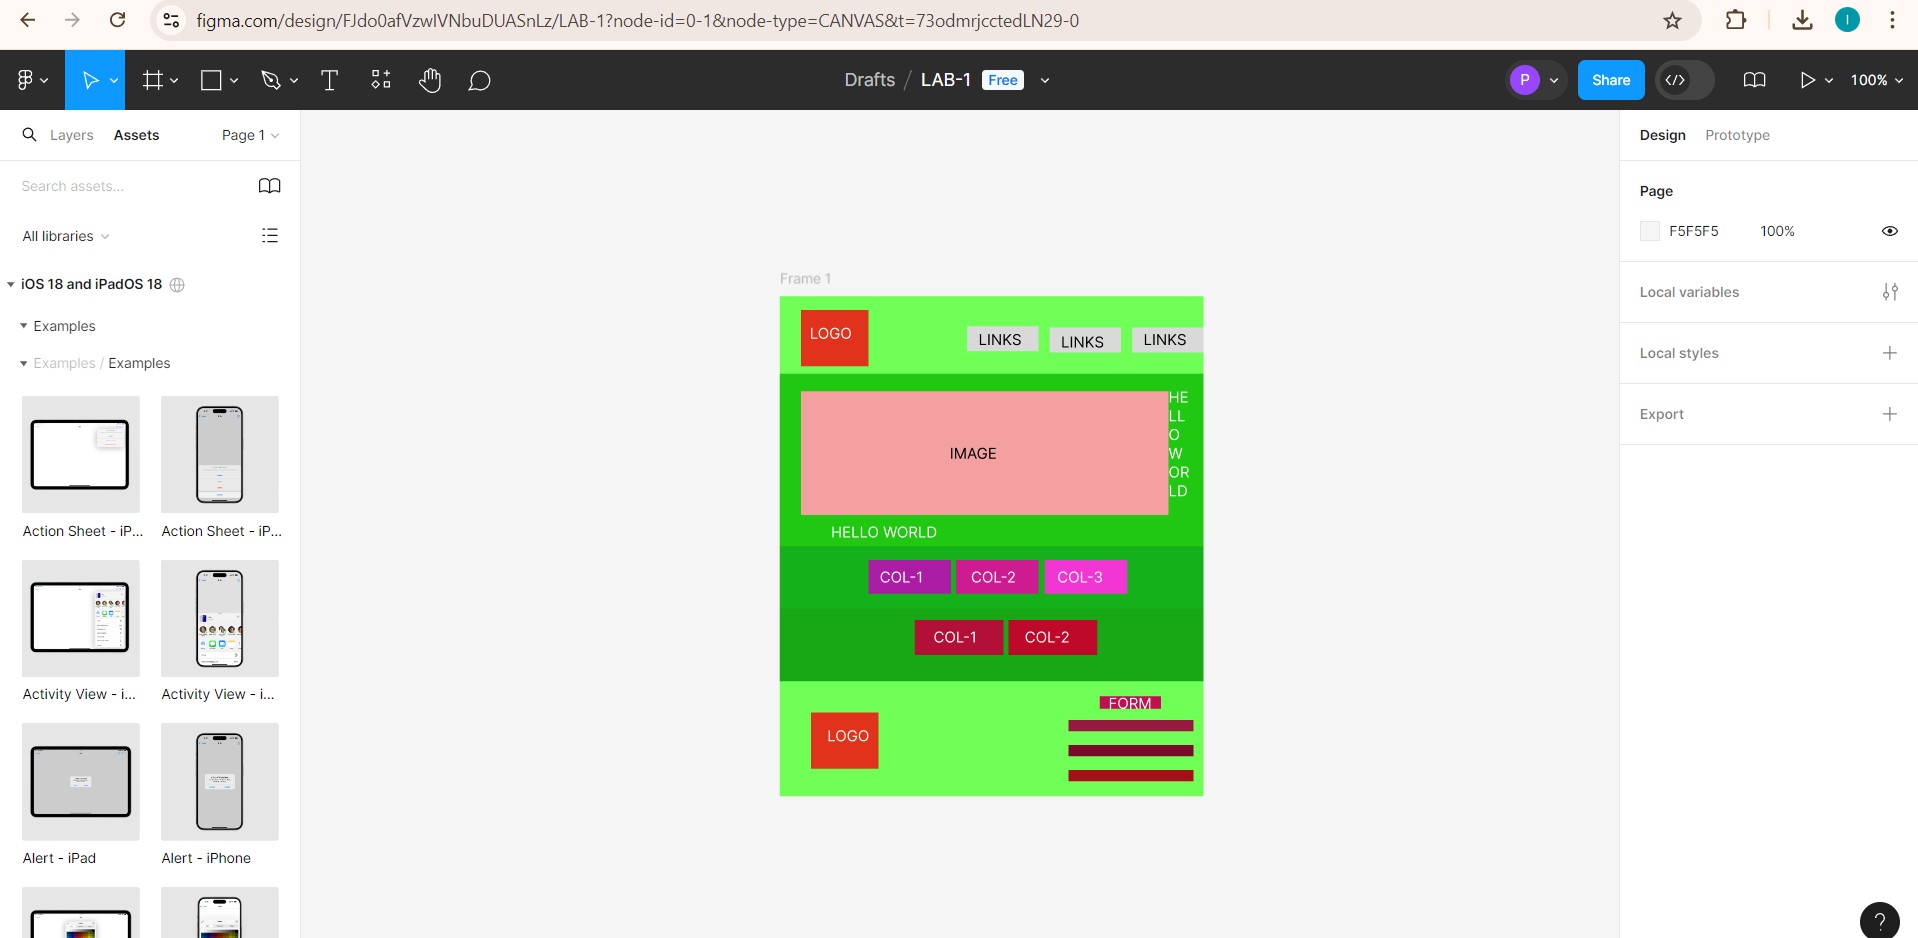 figma.com/design/FJdo0afVzwlVNbuDUASnLz/LAB-1?node-id=0-1&node-type=CANVAS&t=73odmrjcctedLN29-0
I
Drafts / LAB-1 Free
P
Share
100%
Layers Assets Page 1
Search assets...
All libraries
iOS 18 and iPadOS 18
Examples
Examples / Examples
Action Sheet - iP...
Action Sheet - iP...
Activity View - i...
Activity View - i...
Alert - iPad
Alert - iPhone
Frame 1
LOGO
LINKS
LINKS
LINKS
IMAGE
HE
LL
O
W
OR
LD
HELLO WORLD
COL-1
COL-2
COL-3
COL-1
COL-2
FORM
LOGO
Design Prototype
Page
F5F5F5 100%
Local variables
Local styles
Export
?